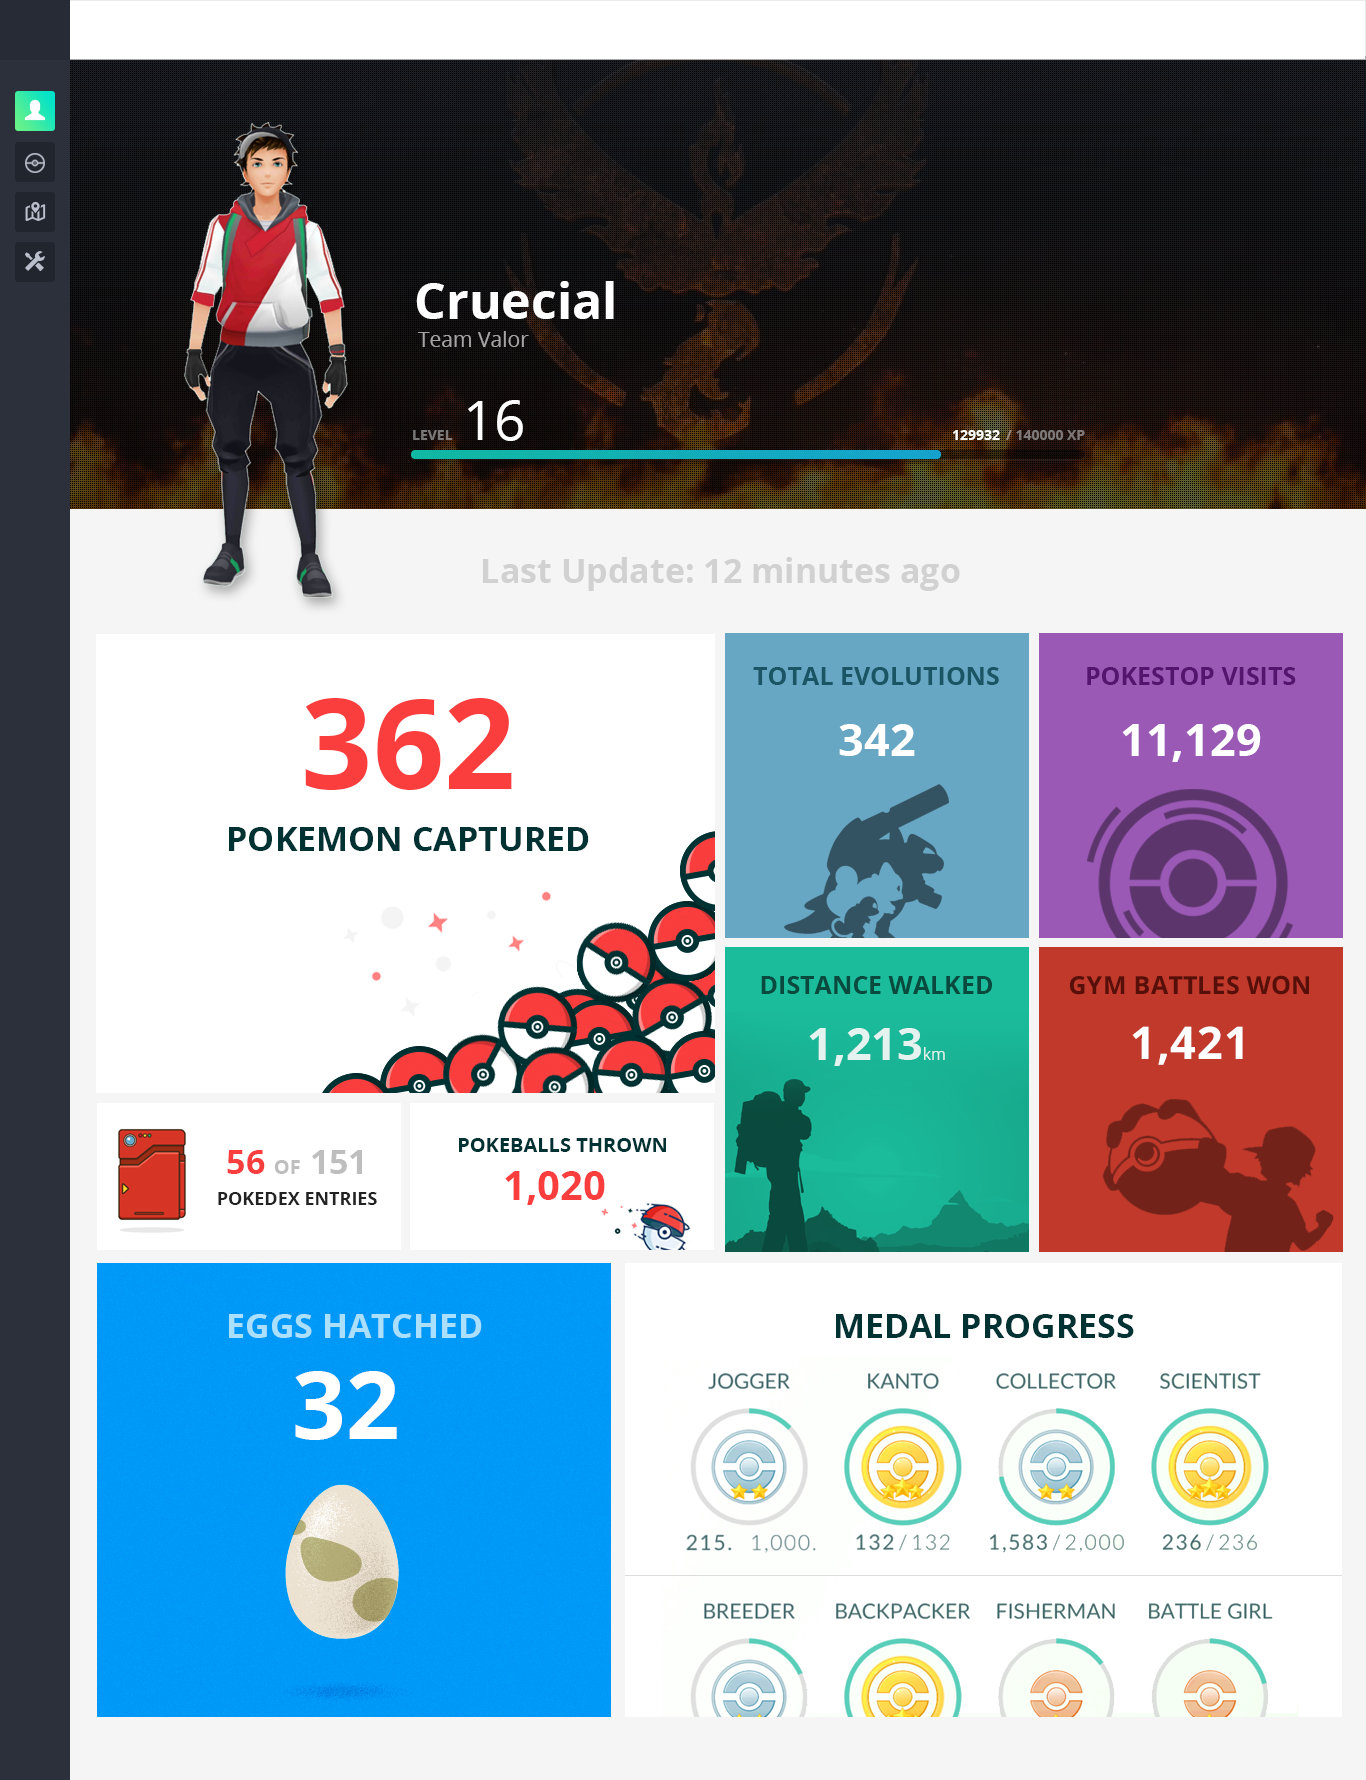 Cruecial
Team Valor
LEVEL 16
129932 / 140000 XP
Last Update: 12 minutes ago
362
POKEMON CAPTURED
TOTAL EVOLUTIONS
342
POKESTOP VISITS
11,129
DISTANCE WALKED
1,213km
GYM BATTLES WON
1,421
56 OF 151
POKEDEX ENTRIES
POKEBALLS THROWN
1,020
EGGS HATCHED
32
MEDAL PROGRESS
JOGGER KANTO COLLECTOR SCIENTIST
215. 1,000. 132/132 1,583/2,000 236/236
BREEDER BACKPACKER FISHERMAN BATTLE GIRL